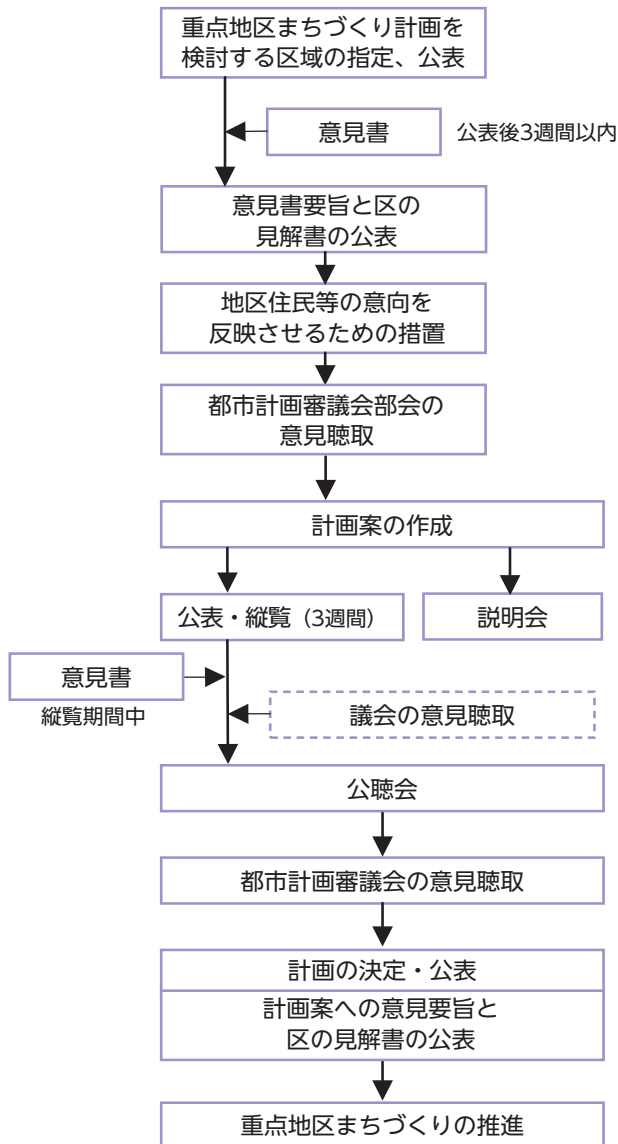 重点地区まちづくり計画を
検討する区域の指定、公表
意見書
公表後3週間以内
意見書要旨と区の
見解書の公表
地区住民等の意向を
反映させるための措置
都市計画審議会部会の
意見聴取
計画案の作成
公表・縦覧（3週間）
説明会
意見書
縦覧期間中
議会の意見聴取
公聴会
都市計画審議会の意見聴取
計画の決定・公表
計画案への意見要旨と
区の見解書の公表
重点地区まちづくりの推進